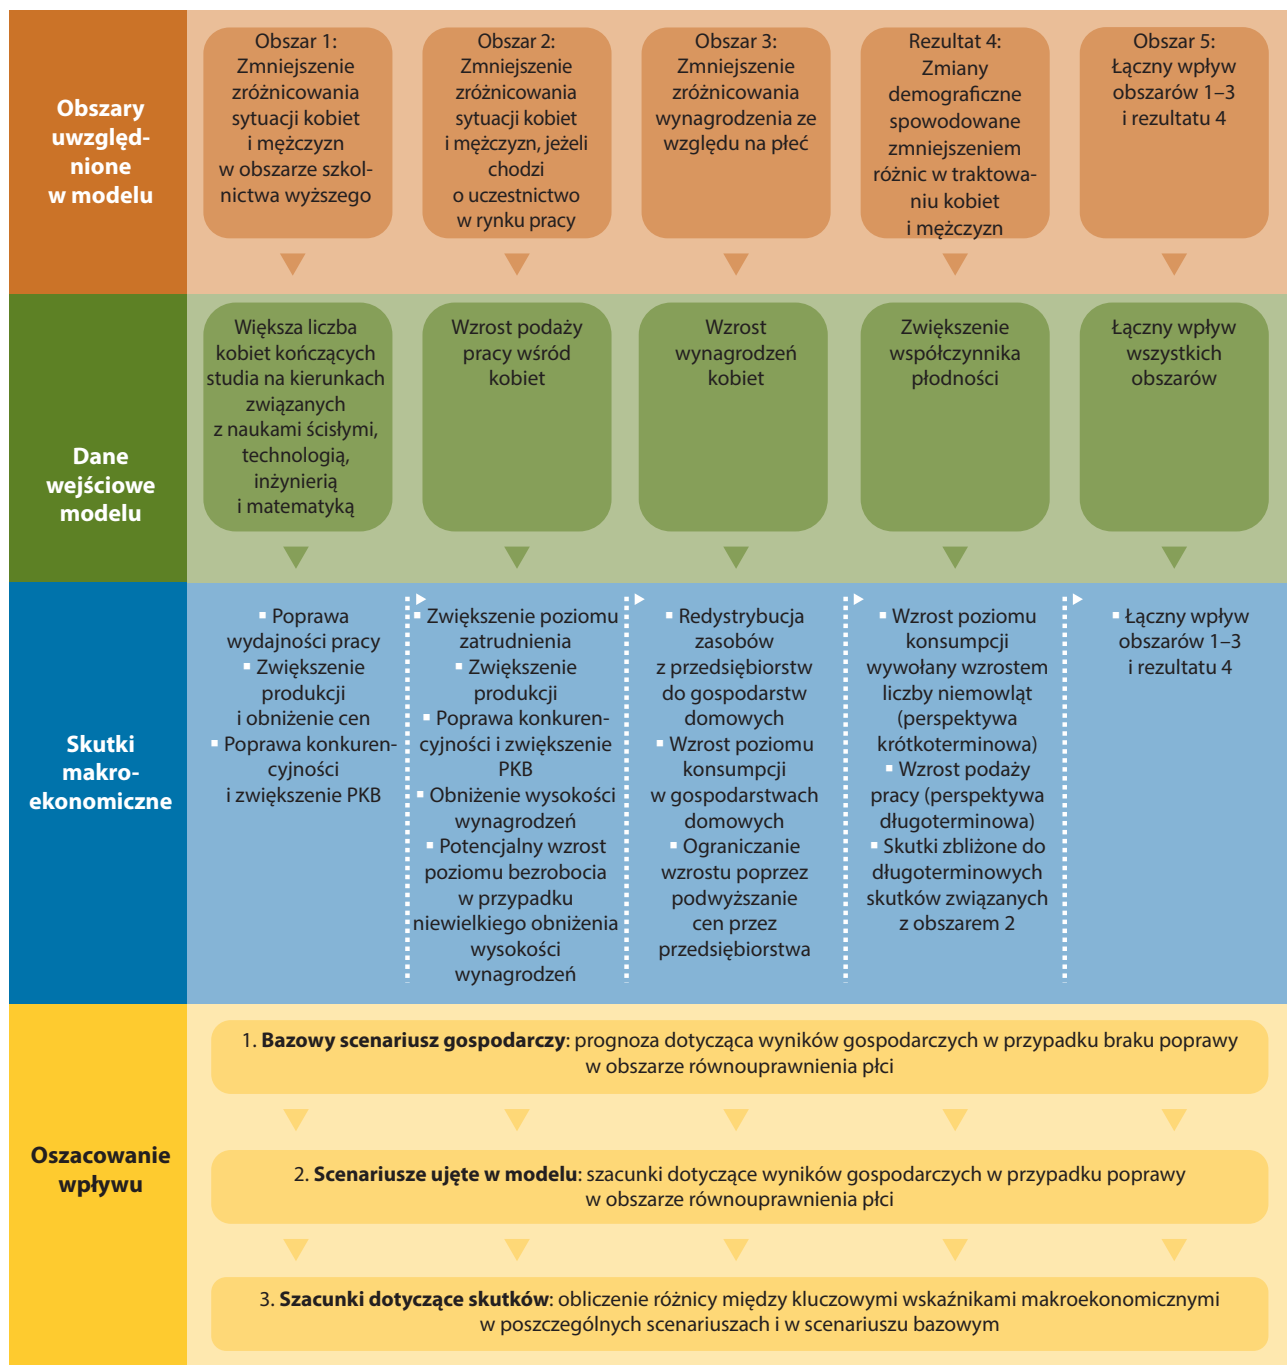 Obszary
uwzględ-
nione
w modelu
Obszar 1:
Zmniejszenie
zróżnicowania
sytuacji kobiet
i mężczyzn
w obszarze szkol-
nictwa wyższego
Obszar 2:
Zmniejszenie
zróżnicowania
sytuacji kobiet
i mężczyzn, jeżeli
chodzi
o uczestnictwo
w rynku pracy
Obszar 3:
Zmniejszenie
zróżnicowania
wynagrodzenia ze
względu na płeć
Rezultat 4:
Zmiany
demograficzne
spowodowane
zmniejszeniem
różnic w traktowa-
niu kobiet
i mężczyzn
Obszar 5:
Łączny wpływ
obszarów 1–3
i rezultatu 4
Dane
wejściowe
modelu
Większa liczba
kobiet kończących
studia na kierunkach
związanych
z naukami ścisłymi,
technologią,
inżynierią
i matematyką
Wzrost podaży
pracy wśród
kobiet
Wzrost
wynagrodzeń
kobiet
Zwiększenie
współczynnika
płodności
Łączny wpływ
wszystkich
obszarów
Skutki
makro-
ekonomiczne
▪ Poprawa
wydajności pracy
▪ Zwiększenie
produkcji
i obniżenie cen
▪ Poprawa konkuren-
cyjności
i zwiększenie PKB
▪ Zwiększenie poziomu
zatrudnienia
▪ Zwiększenie
produkcji
▪ Poprawa konkuren-
cyjności i zwiększenie
PKB
▪ Obniżenie wysokości
wynagrodzeń
▪ Potencjalny wzrost
poziomu bezrobocia
w przypadku
niewielkiego obniżenia
wysokości
wynagrodzeń
▪ Redystrybucja
zasobów
z przedsiębiorstw
do gospodarstw
domowych
▪ Wzrost poziomu
konsumpcji
w gospodarstwach
domowych
▪ Ograniczanie
wzrostu poprzez
podwyższanie
cen przez
przedsiębiorstwa
▪ Wzrost poziomu
konsumpcji
wywołany wzrostem
liczby niemowląt
(perspektywa
krótkoterminowa)
▪ Wzrost podaży
pracy (perspektywa
długoterminowa)
▪ Skutki zbliżone do
długoterminowych
skutków związanych
z obszarem 2
▪ Łączny wpływ
obszarów 1–3
i rezultatu 4
Oszacowanie
wpływu
1. Bazowy scenariusz gospodarczy: prognoza dotycząca wyników gospodarczych w przypadku braku poprawy
w obszarze równouprawnienia płci
2. Scenariusze ujęte w modelu: szacunki dotyczące wyników gospodarczych w przypadku poprawy
w obszarze równouprawnienia płci
3. Szacunki dotyczące skutków: obliczenie różnicy między kluczowymi wskaźnikami makroekonomicznymi
w poszczególnych scenariuszach i w scenariuszu bazowym